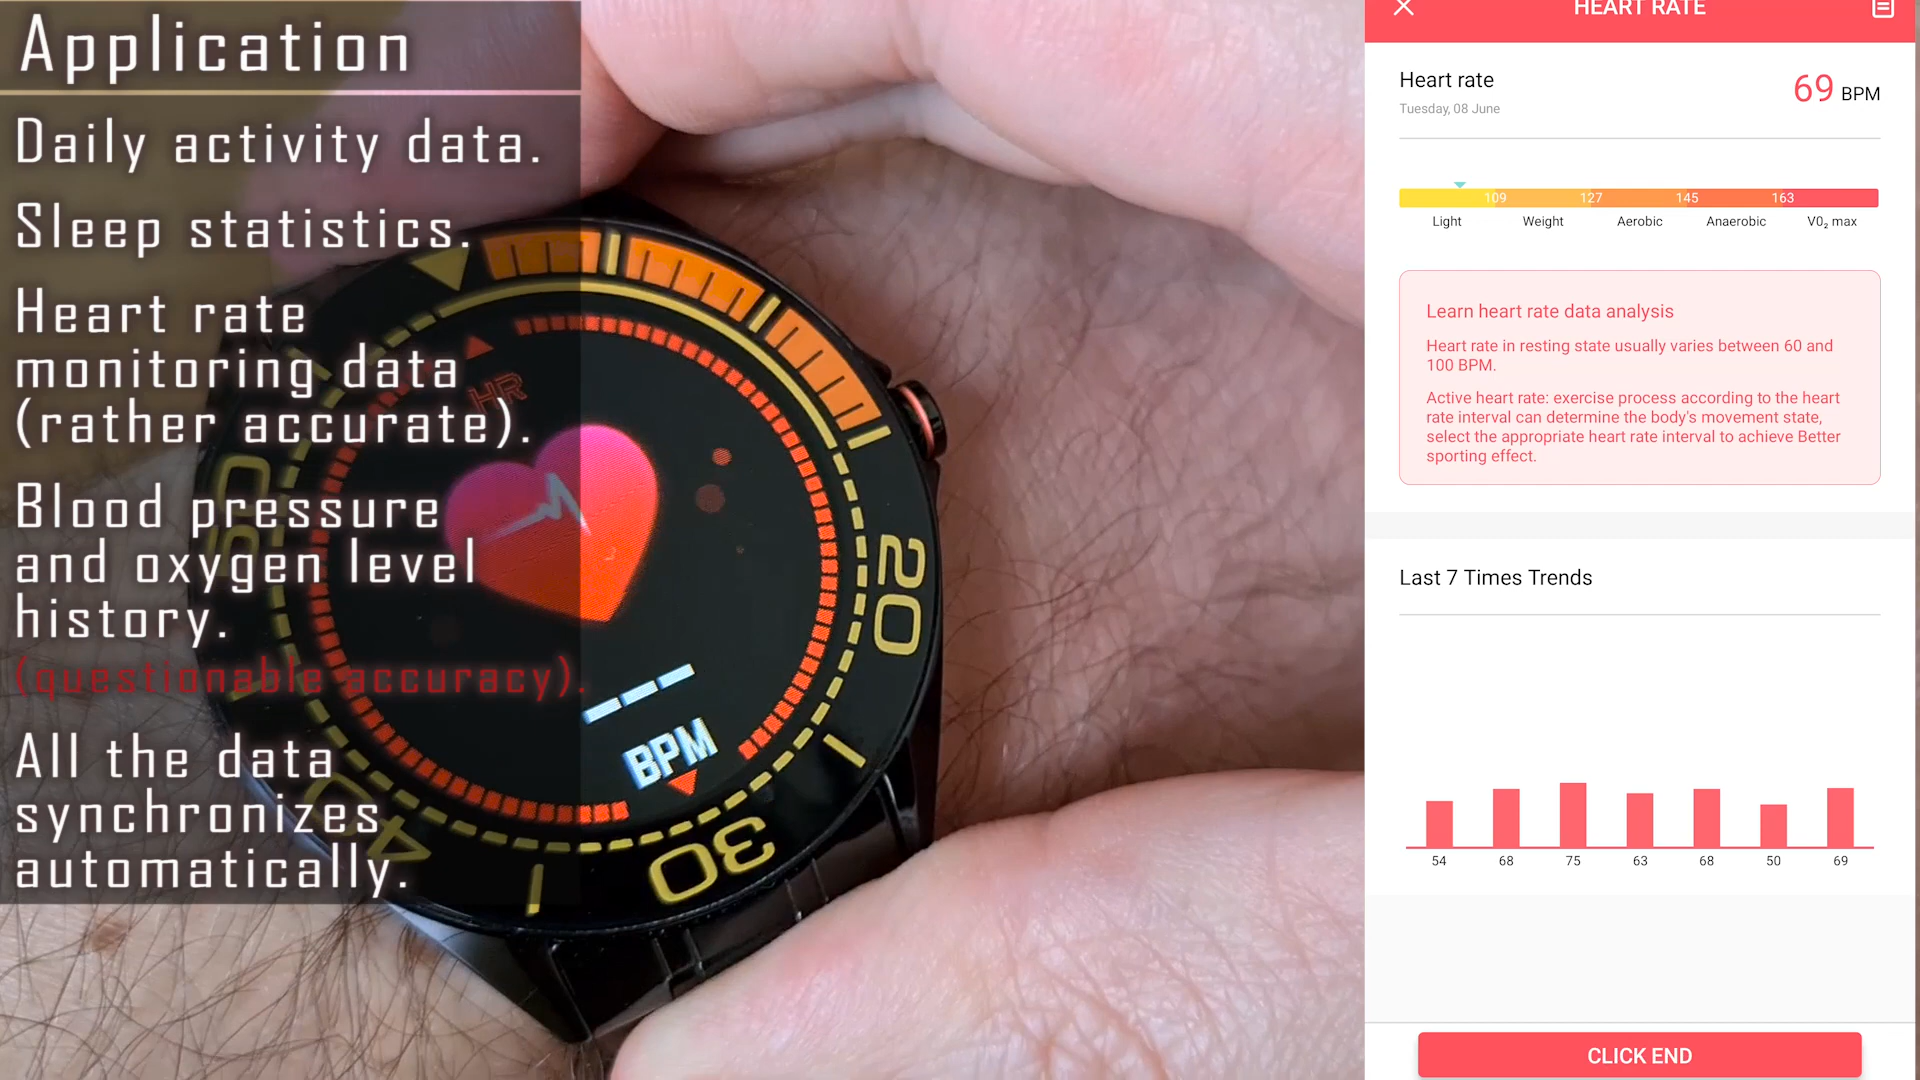 Application
Daily activity data.
Sleep statistics.
Heart rate
monitoring data
(rather accurate).
Blood pressure
and oxygen level
history.
(questionable accuracy).
All the data
synchronizes
automatically.
HR
BPM
20
30
40
50
HEART RATE
Heart rate
69 BPM
Tuesday, 08 June
109 127 145 163
Light Weight Aerobic Anaerobic V0₂ max
Learn heart rate data analysis
Heart rate in resting state usually varies between 60 and
100 BPM.
Active heart rate: exercise process according to the heart
rate interval can determine the body's movement state,
select the appropriate heart rate interval to achieve Better
sporting effect.
Last 7 Times Trends
54 68 75 63 68 50 69
CLICK END